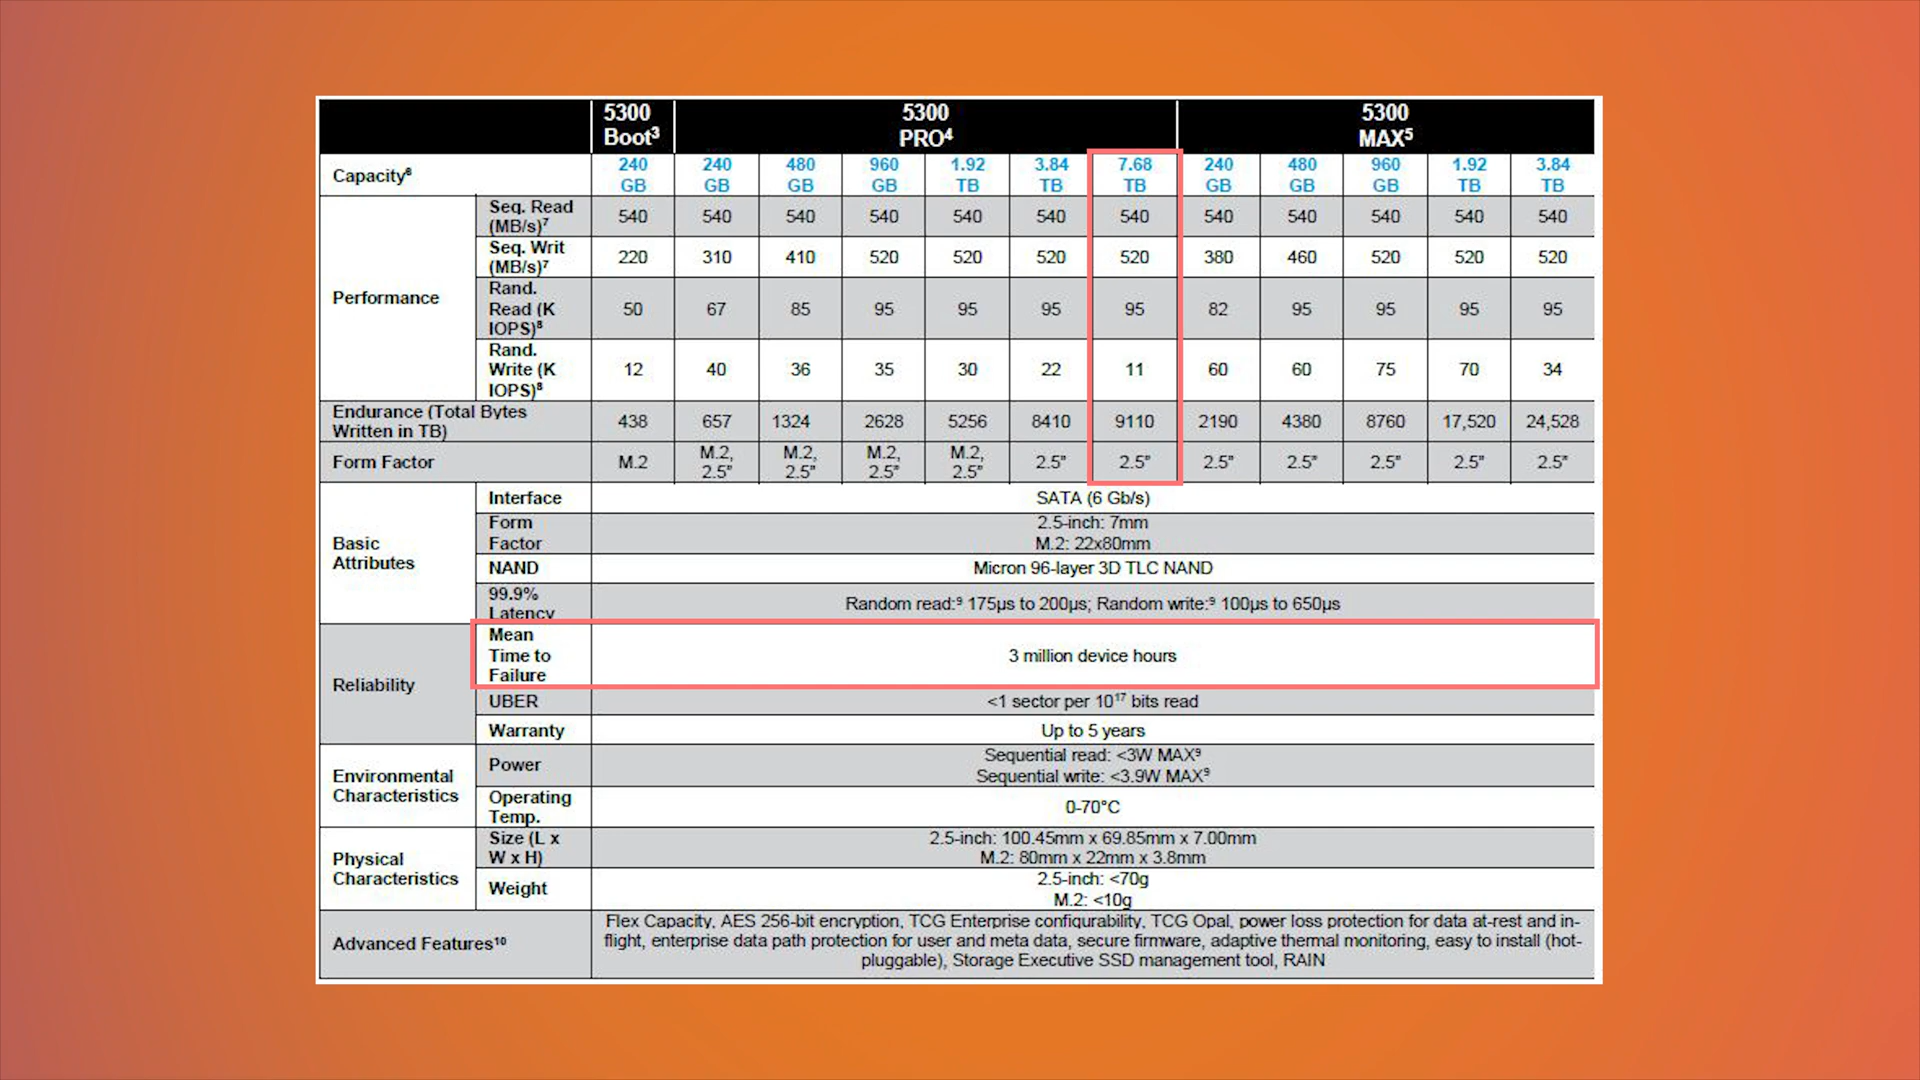 5300 Boot³ 5300 PRO⁴ 5300 MAX⁵
Capacity⁶ 240 GB 240 GB 480 GB 960 GB 1.92 TB 3.84 TB 7.68 TB 240 GB 480 GB 960 GB 1.92 TB 3.84 TB
Performance
Seq. Read (MB/s)⁷ 540 540 540 540 540 540 540 540 540 540 540 540
Seq. Writ (MB/s)⁷ 220 310 410 520 520 520 520 380 460 520 520 520
Rand. Read (K IOPS)⁸ 50 67 85 95 95 95 95 82 95 95 95 95
Rand. Write (K IOPS)⁸ 12 40 36 35 30 22 11 60 60 75 70 34
Endurance (Total Bytes Written in TB) 438 657 1324 2628 5256 8410 9110 2190 4380 8760 17,520 24,528
Form Factor M.2 M.2, 2.5" M.2, 2.5" M.2, 2.5" M.2, 2.5" 2.5" 2.5" 2.5" 2.5" 2.5" 2.5" 2.5"
Basic Attributes
Interface SATA (6 Gb/s)
Form Factor 2.5-inch: 7mm
M.2: 22x80mm
NAND Micron 96-layer 3D TLC NAND
99.9% Latency Random read:⁹ 175µs to 200µs; Random write:⁹ 100µs to 650µs
Reliability
Mean Time to Failure 3 million device hours
UBER <1 sector per 10¹⁷ bits read
Warranty Up to 5 years
Environmental Characteristics
Power Sequential read: <3W MAX⁹
Sequential write: <3.9W MAX⁹
Operating Temp. 0-70°C
Physical Characteristics
Size (L x W x H) 2.5-inch: 100.45mm x 69.85mm x 7.00mm
M.2: 80mm x 22mm x 3.8mm
Weight 2.5-inch: <70g
M.2: <10g
Advanced Features¹⁰
Flex Capacity, AES 256-bit encryption, TCG Enterprise configurability, TCG Opal, power loss protection for data at-rest and in-
flight, enterprise data path protection for user and meta data, secure firmware, adaptive thermal monitoring, easy to install (hot-
pluggable), Storage Executive SSD management tool, RAIN